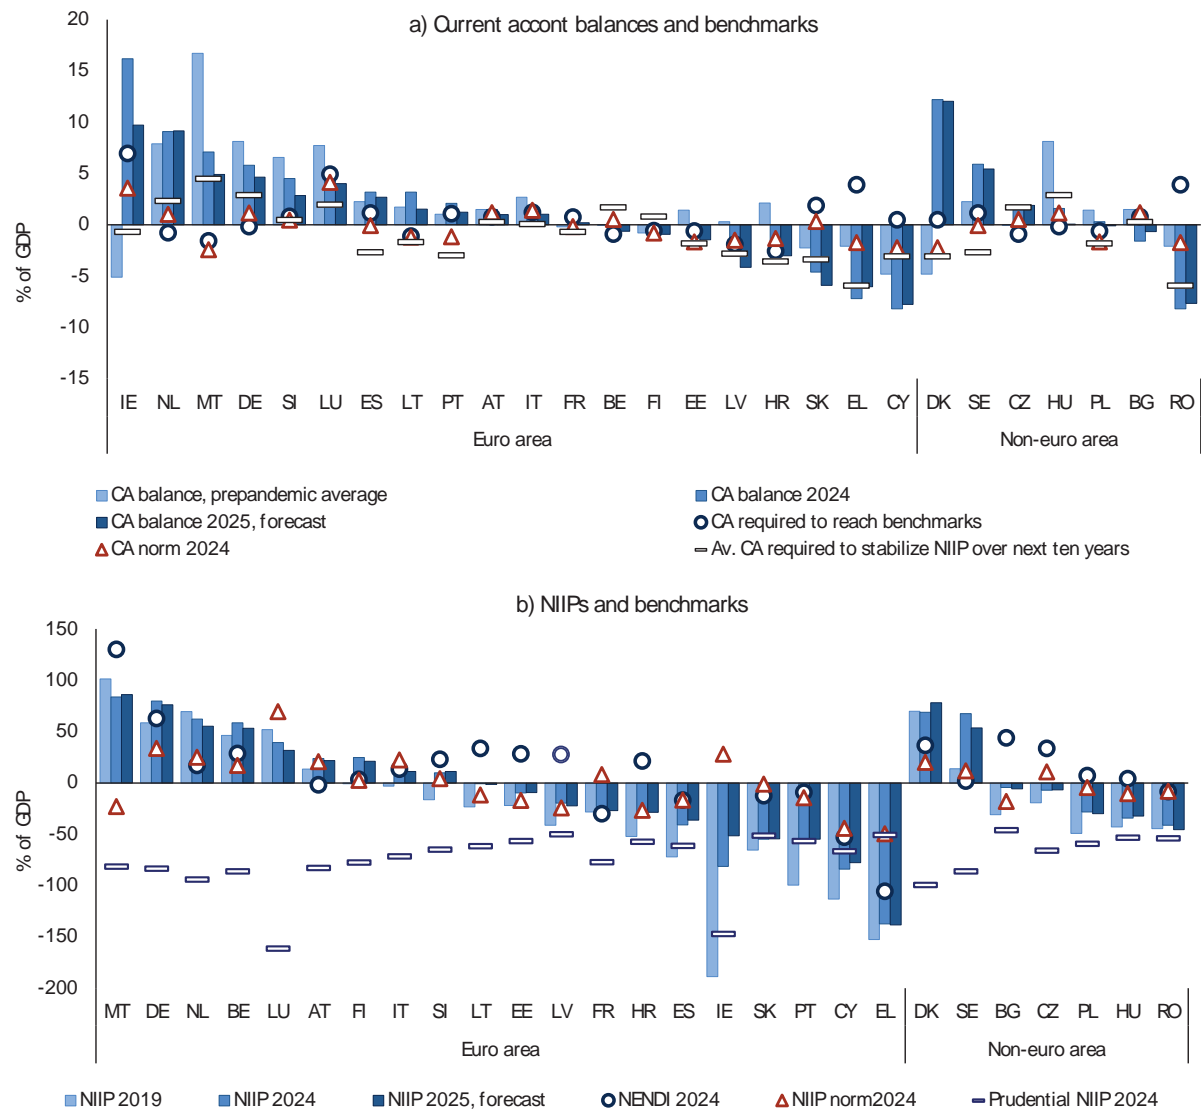 a) Current accont balances and benchmarks
20
15
10
5
0
-5
-10
-15
% of GDP
IE NL MT DE SI LU ES LT PT AT IT FR BE FI EE LV HR SK EL CY DK SE CZ HU PL BG RO
Euro area Non-euro area
CA balance, prepandemic average CA balance 2024
CA balance 2025, forecast CA required to reach benchmarks
CA norm 2024 Av. CA required to stabilize NIIP over next ten years
b) NIIPs and benchmarks
150
100
50
0
-50
-100
-150
-200
% of GDP
MT DE NL BE LU AT FI IT SI LT EE LV FR HR ES IE SK PT CY EL DK SE BG CZ PL HU RO
Euro area Non-euro area
NIIP 2019 NIIP 2024 NIIP 2025, forecast NENDI 2024 NIIP norm2024 Prudential NIIP 2024